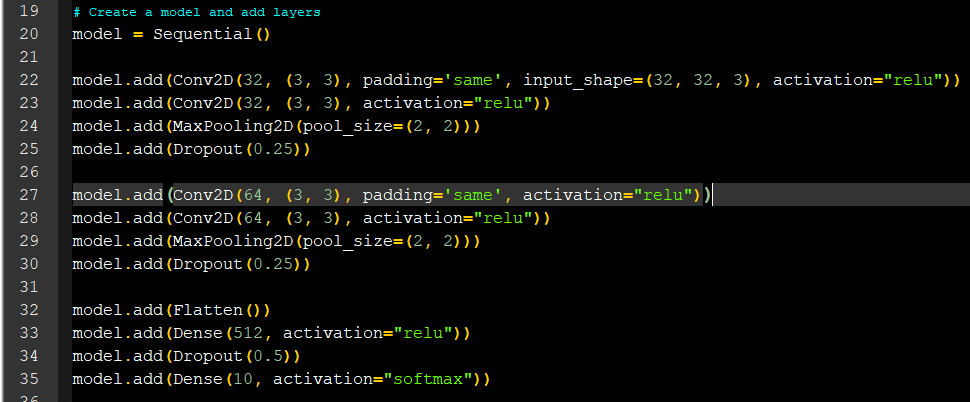 19 # Create a model and add layers
20 model = Sequential()
21
22 model.add(Conv2D(32, (3, 3), padding='same', input_shape=(32, 32, 3), activation="relu"))
23 model.add(Conv2D(32, (3, 3), activation="relu"))
24 model.add(MaxPooling2D(pool_size=(2, 2)))
25 model.add(Dropout(0.25))
26
27 model.add(Conv2D(64, (3, 3), padding='same', activation="relu"))
28 model.add(Conv2D(64, (3, 3), activation="relu"))
29 model.add(MaxPooling2D(pool_size=(2, 2)))
30 model.add(Dropout(0.25))
31
32 model.add(Flatten())
33 model.add(Dense(512, activation="relu"))
34 model.add(Dropout(0.5))
35 model.add(Dense(10, activation="softmax"))
36